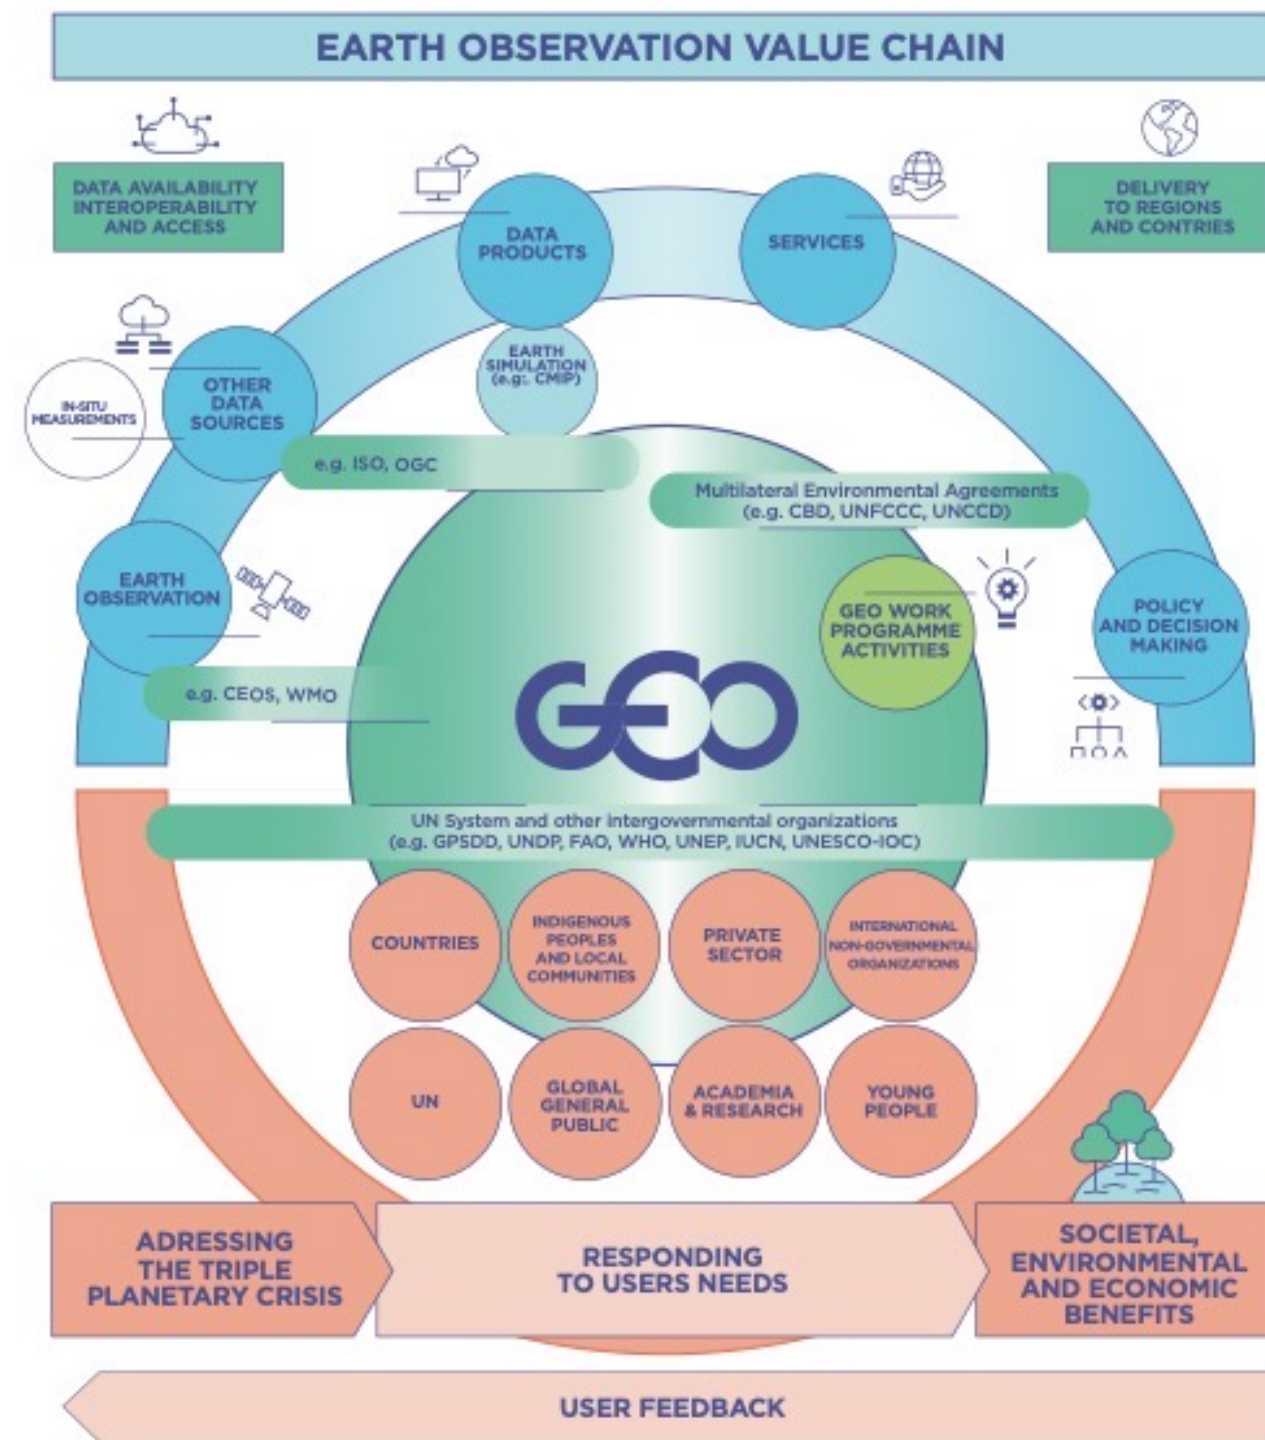 EARTH OBSERVATION VALUE CHAIN
DATA AVAILABILITY
INTEROPERABILITY
AND ACCESS
DELIVERY
TO REGIONS
AND CONTRIES
DATA
PRODUCTS
SERVICES
EARTH
SIMULATION
(e.g:. CMIP)
OTHER
DATA
SOURCES
IN-SITU
MEASUREMENTS
e.g. ISO, OGC
Multilateral Environmental Agreements
(e.g. CBD, UNFCCC, UNCCD)
EARTH
OBSERVATION
GEO WORK
PROGRAMME
ACTIVITIES
POLICY
AND DECISION
MAKING
e.g. CEOS, WMO
GEO
UN System and other intergovernmental organizations
(e.g. GPSDD, UNDP, FAO, WHO, UNEP, IUCN, UNESCO-IOC)
COUNTRIES
INDIGENOUS
PEOPLES
AND LOCAL
COMMUNITIES
PRIVATE
SECTOR
INTERNATIONAL
NON-GOVERNMENTAL
ORGANIZATIONS
UN
GLOBAL
GENERAL
PUBLIC
ACADEMIA
& RESEARCH
YOUNG
PEOPLE
ADRESSING
THE TRIPLE
PLANETARY CRISIS
RESPONDING
TO USERS NEEDS
SOCIETAL,
ENVIRONMENTAL
AND ECONOMIC
BENEFITS
USER FEEDBACK